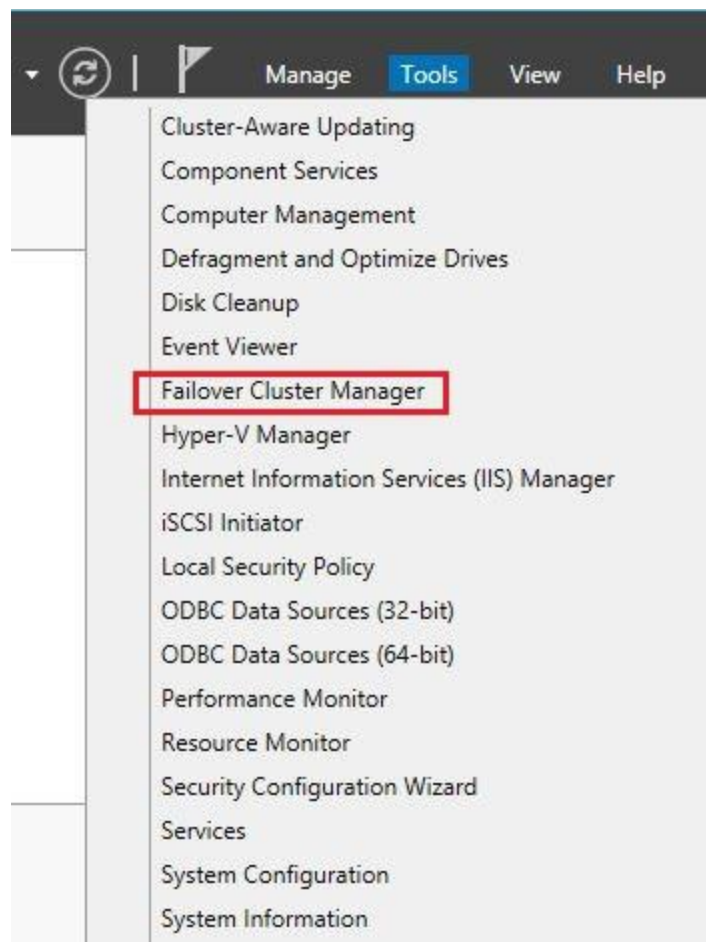 Manage Tools View Help
Cluster-Aware Updating
Component Services
Computer Management
Defragment and Optimize Drives
Disk Cleanup
Event Viewer
Failover Cluster Manager
Hyper-V Manager
Internet Information Services (IIS) Manager
iSCSI Initiator
Local Security Policy
ODBC Data Sources (32-bit)
ODBC Data Sources (64-bit)
Performance Monitor
Resource Monitor
Security Configuration Wizard
Services
System Configuration
System Information